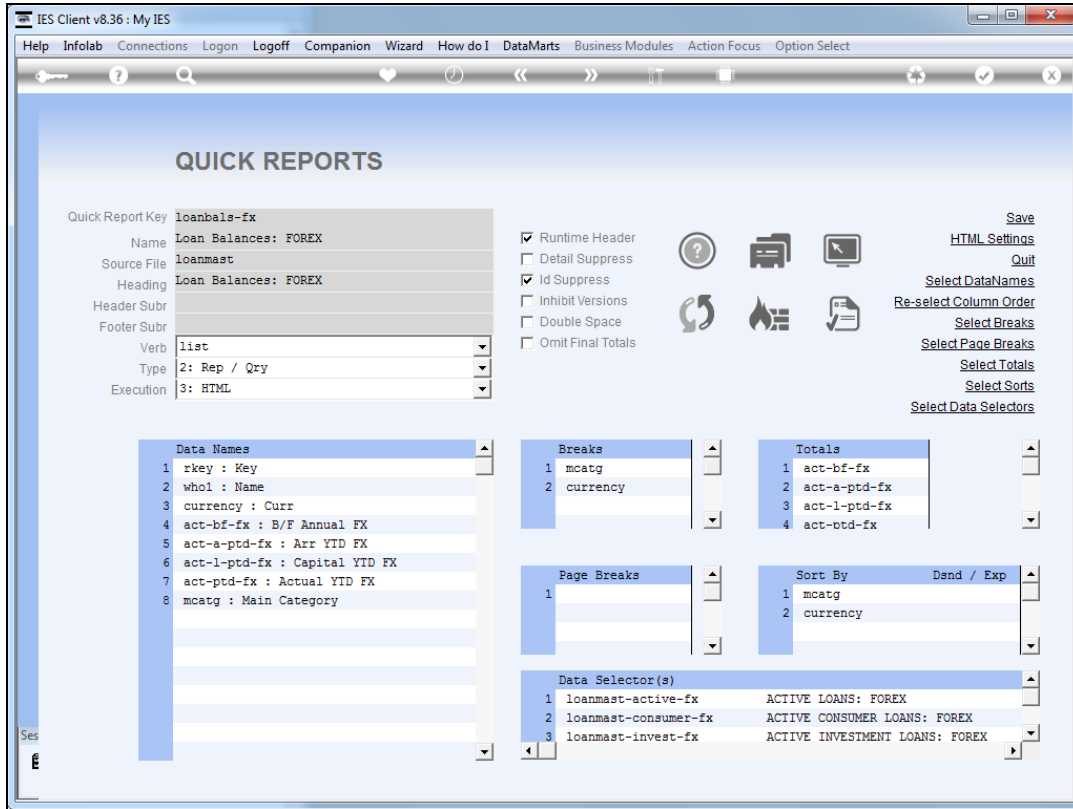 IES Client v8.36 : My IES
Help Infolab Connections Logon Logoff Companion Wizard How do I DataMarts Business Modules Action Focus Option Select
QUICK REPORTS
Quick Report Key loanbals-fx
Name Loan Balances: FOREX
Source File loanmast
Heading Loan Balances: FOREX
Header Subr
Footer Subr
Verb list
Type 2: Rep / Qry
Execution 3: HTML
Runtime Header
Detail Suppress
Id Suppress
Inhibit Versions
Double Space
Omit Final Totals
Save
HTML Settings
Quit
Select DataNames
Re-select Column Order
Select Breaks
Select Page Breaks
Select Totals
Select Sorts
Select Data Selectors
Data Names
1 rkey : Key
2 who1 : Name
3 currency : Curr
4 act-bf-fx : B/F Annual FX
5 act-a-ptd-fx : Arr YTD FX
6 act-l-ptd-fx : Capital YTD FX
7 act-ptd-fx : Actual YTD FX
8 mcatg : Main Category
Breaks
1 mcatg
2 currency
Totals
1 act-bf-fx
2 act-a-ptd-fx
3 act-l-ptd-fx
4 act-ptd-fx
Page Breaks
1
Sort By Dsnd / Exp
1 mcatg
2 currency
Data Selector(s)
1 loanmast-active-fx ACTIVE LOANS: FOREX
2 loanmast-consumer-fx ACTIVE CONSUMER LOANS: FOREX
3 loanmast-invest-fx ACTIVE INVESTMENT LOANS: FOREX
Ses